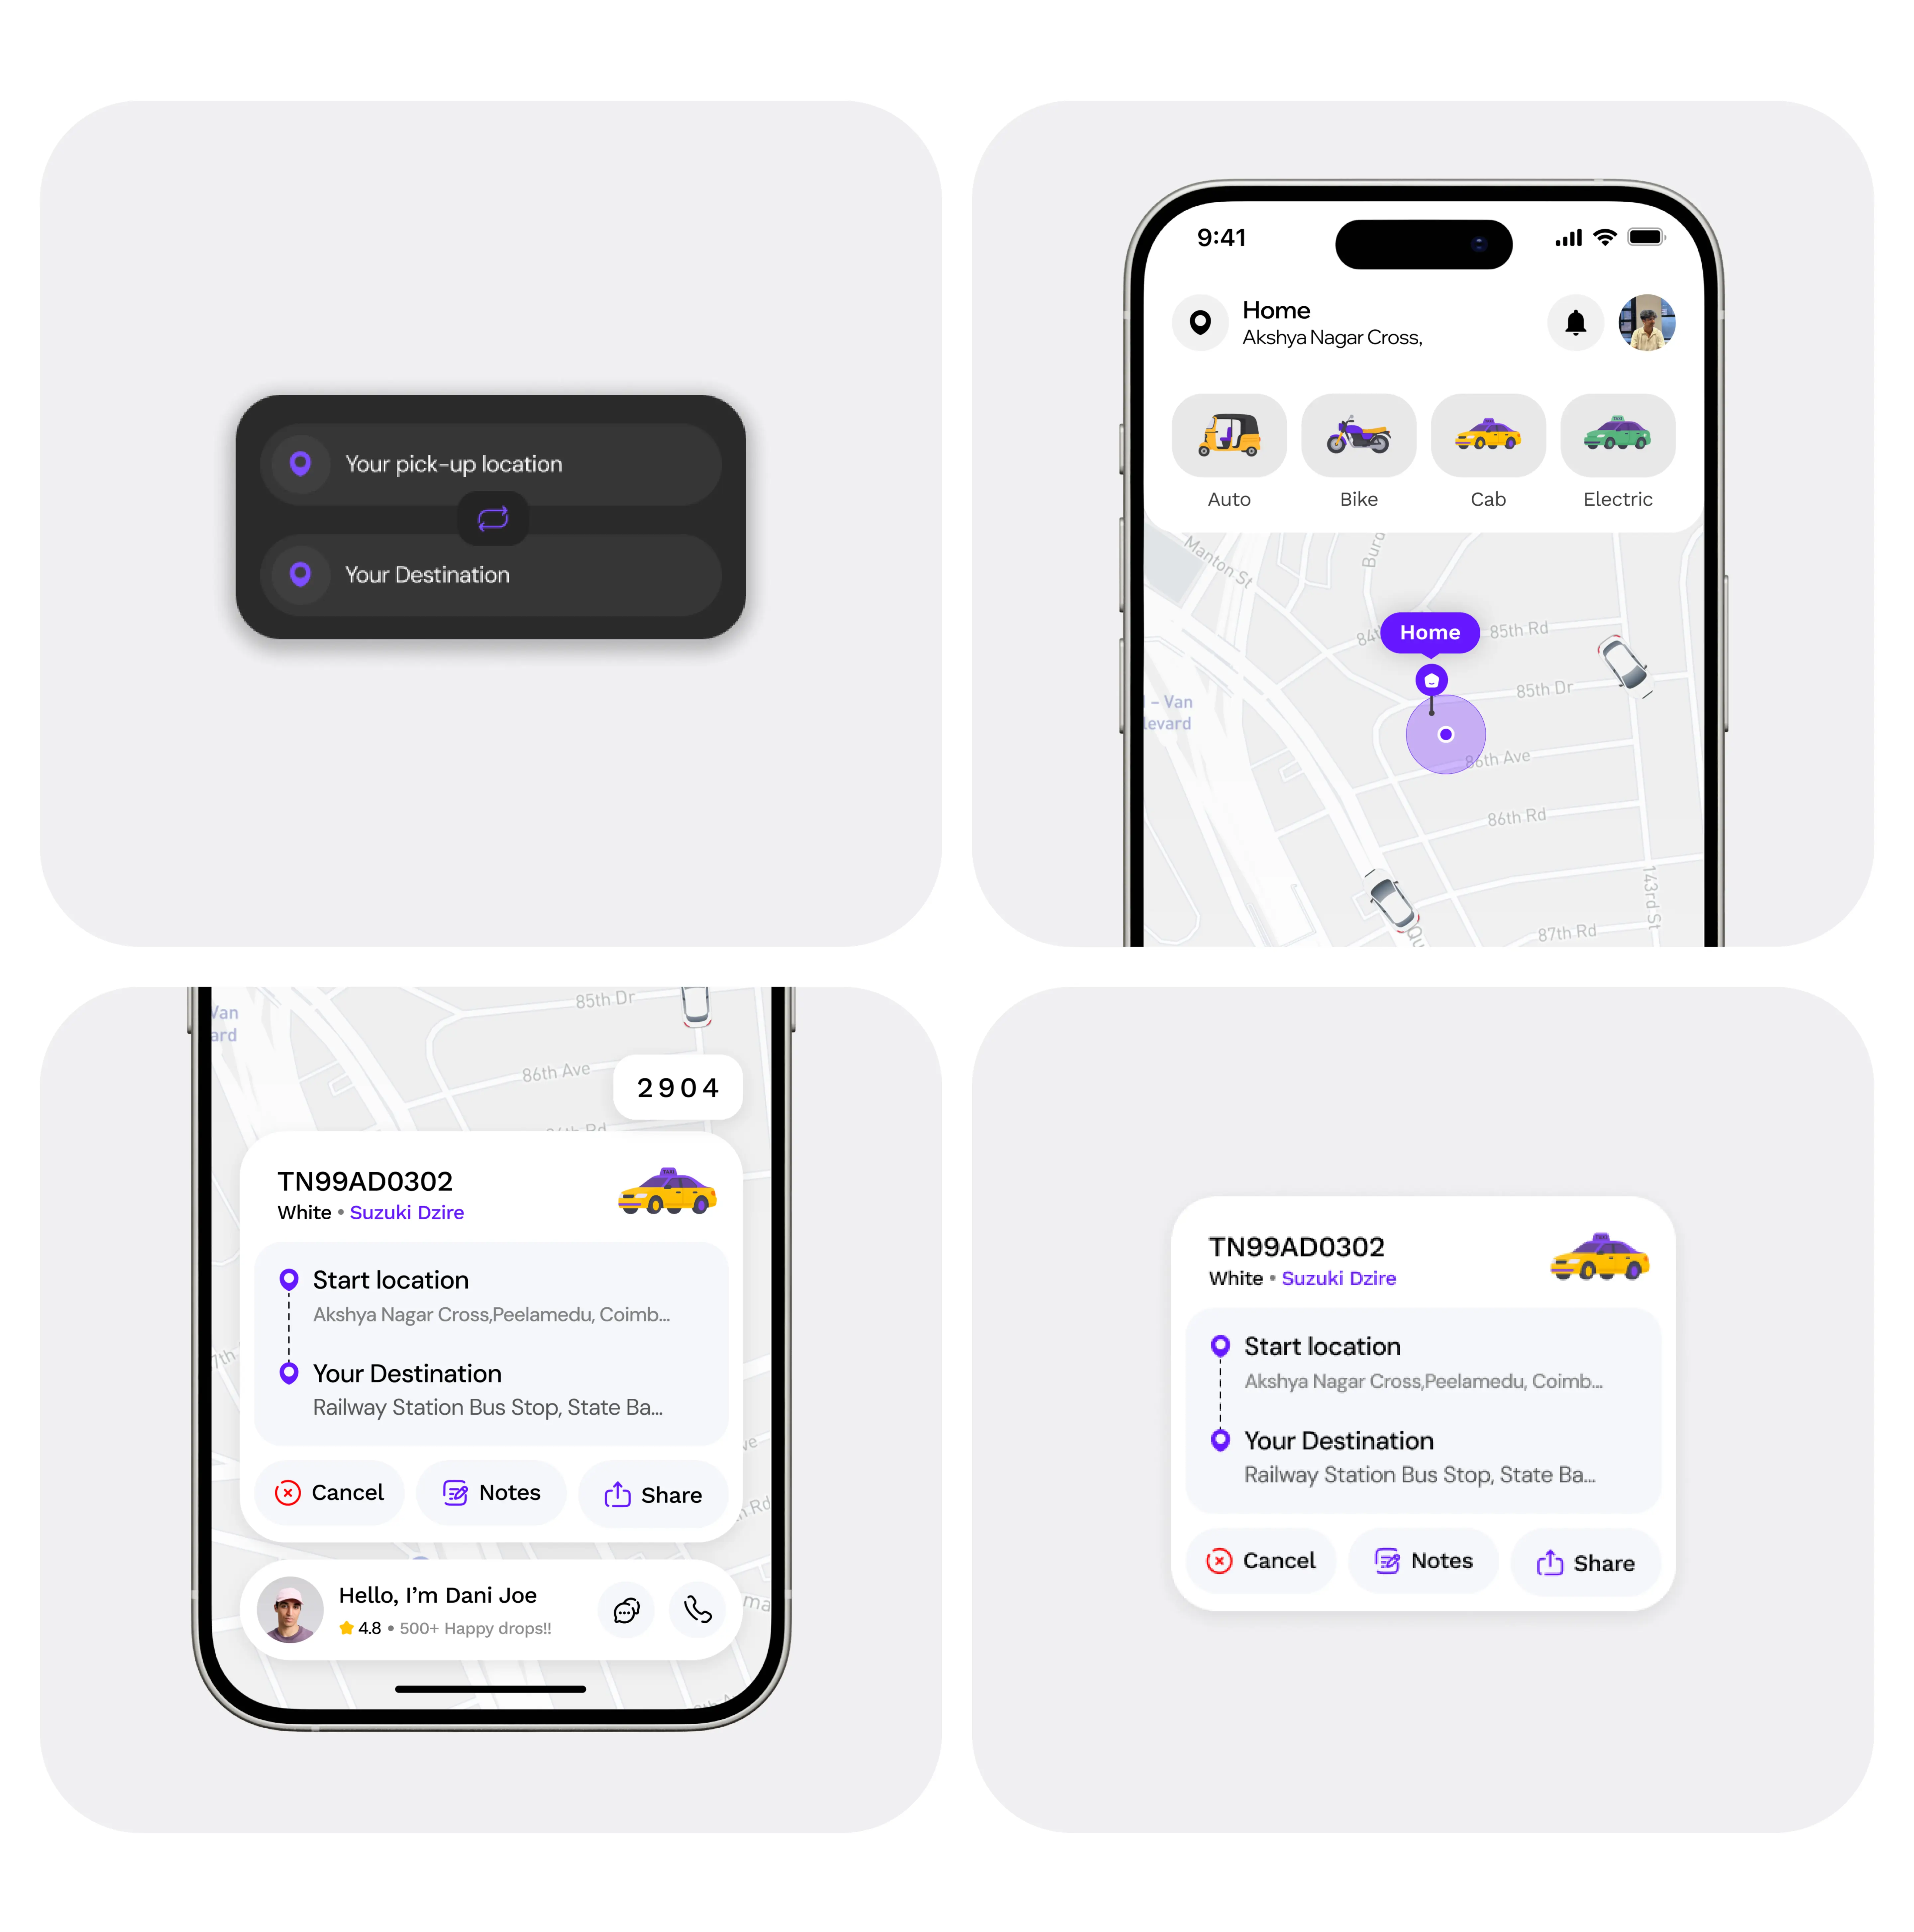 Your pick-up location
Your Destination
9:41
Home
Akshya Nagar Cross,
Auto
Bike
Cab
Electric
Manton St
Home
85th Rd
85th Dr
– Van
86th Ave
86th Rd
143rd St
87th Rd
85th Dr
Van
86th Ave
2904
TN99AD0302
White • Suzuki Dzire
Start location
Akshya Nagar Cross,Peelamedu, Coimb...
Your Destination
Railway Station Bus Stop, State Ba...
Cancel
Notes
Share
Rd
Hello, I'm Dani Joe
4.8 • 500+ Happy drops!!
TN99AD0302
White • Suzuki Dzire
Start location
Akshya Nagar Cross,Peelamedu, Coimb...
Your Destination
Railway Station Bus Stop, State Ba...
Cancel
Notes
Share